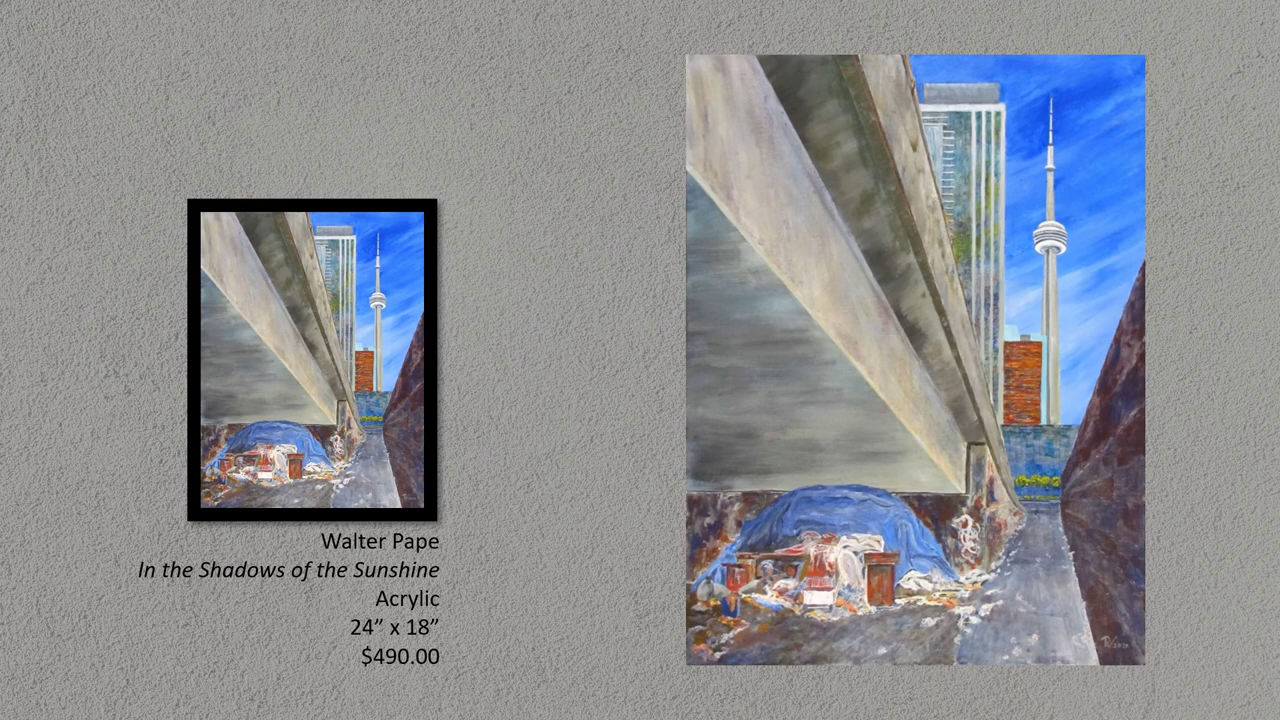 Walter Pape
In the Shadows of the Sunshine
Acrylic
24” x 18”
$490.00